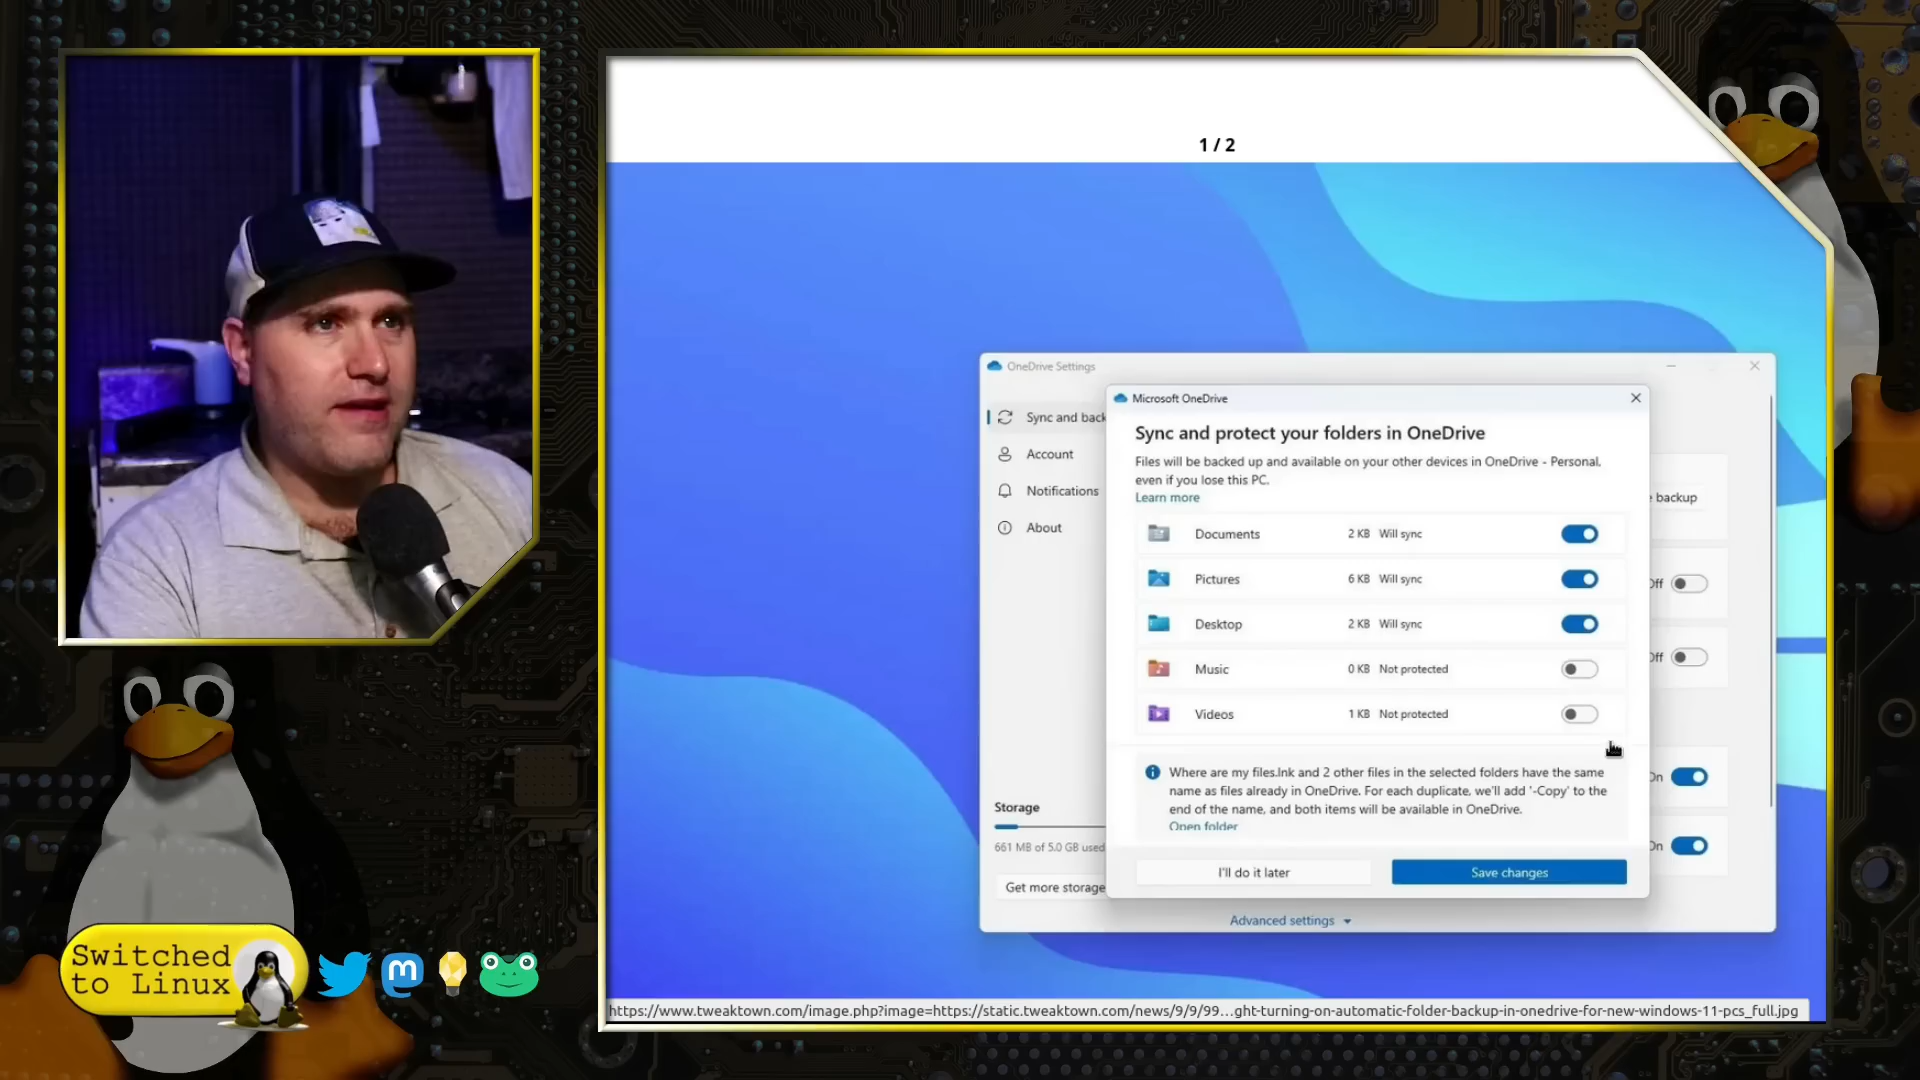 1 / 2
OneDrive Settings
Sync and back
Account
Notifications
About
Storage
661 MB of 5.0 GB used
Get more storage
Microsoft OneDrive
Sync and protect your folders in OneDrive
Files will be backed up and available on your other devices in OneDrive - Personal,
even if you lose this PC.
Learn more
Documents 2 KB Will sync
Pictures 6 KB Will sync
Desktop 2 KB Will sync
Music 0 KB Not protected
Videos 1 KB Not protected
Where are my files.lnk and 2 other files in the selected folders have the same
name as files already in OneDrive. For each duplicate, we'll add '-Copy' to the
end of the name, and both items will be available in OneDrive.
Open folder
I'll do it later
Save changes
backup
Off
Off
On
On
Advanced settings
Switched
to Linux
https://www.tweaktown.com/image.php?image=https://static.tweaktown.com/news/9/9/99...ght-turning-on-automatic-folder-backup-in-onedrive-for-new-windows-11-pcs_full.jpg